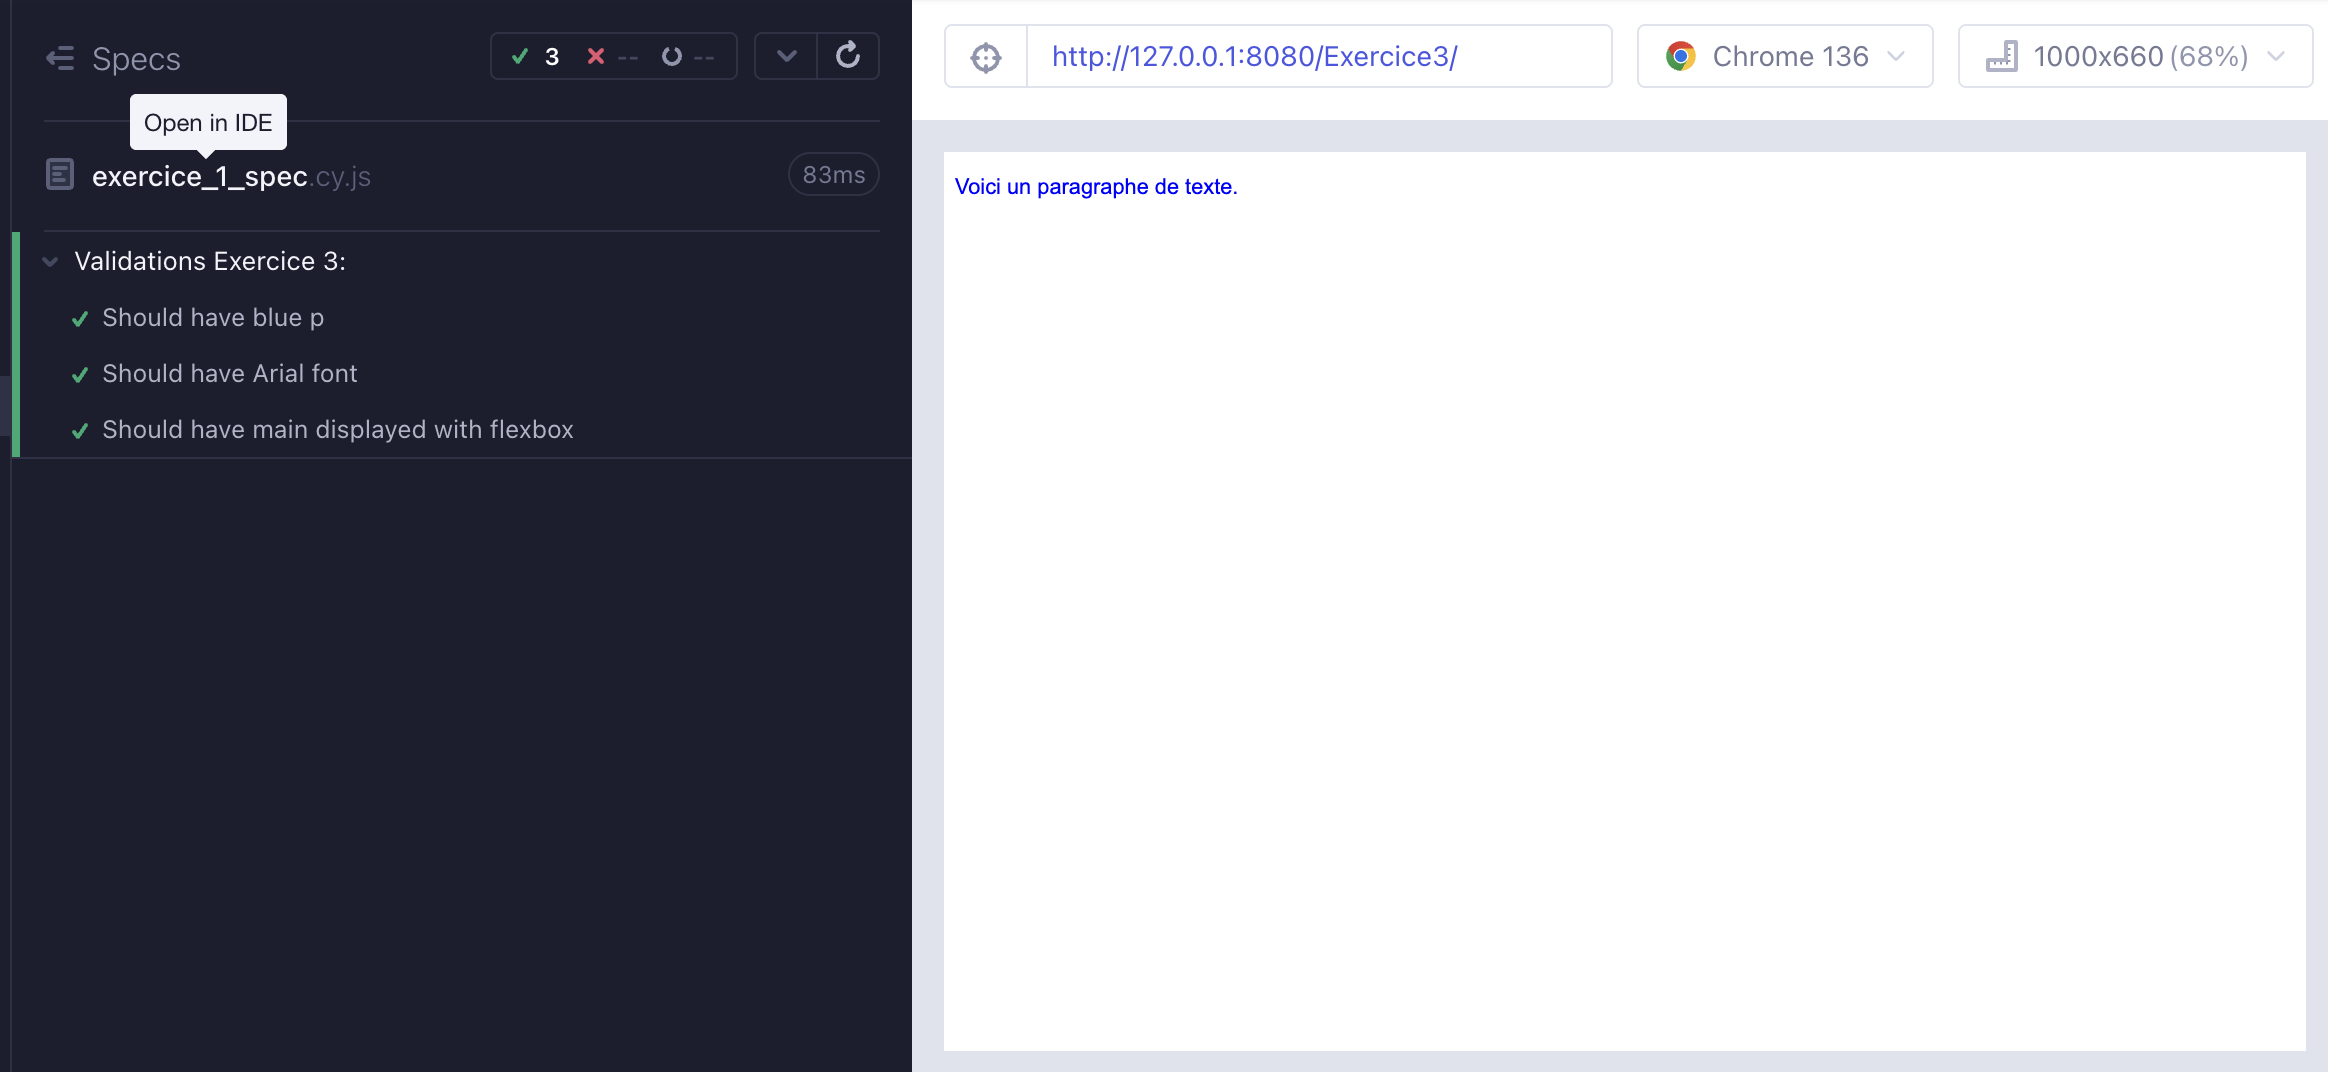 Specs
3 -- --
Open in IDE
exercice_1_spec.cy.js
83ms
Validations Exercice 3:
Should have blue p
Should have Arial font
Should have main displayed with flexbox
http://127.0.0.1:8080/Exercice3/
Chrome 136
1000x660 (68%)
Voici un paragraphe de texte.